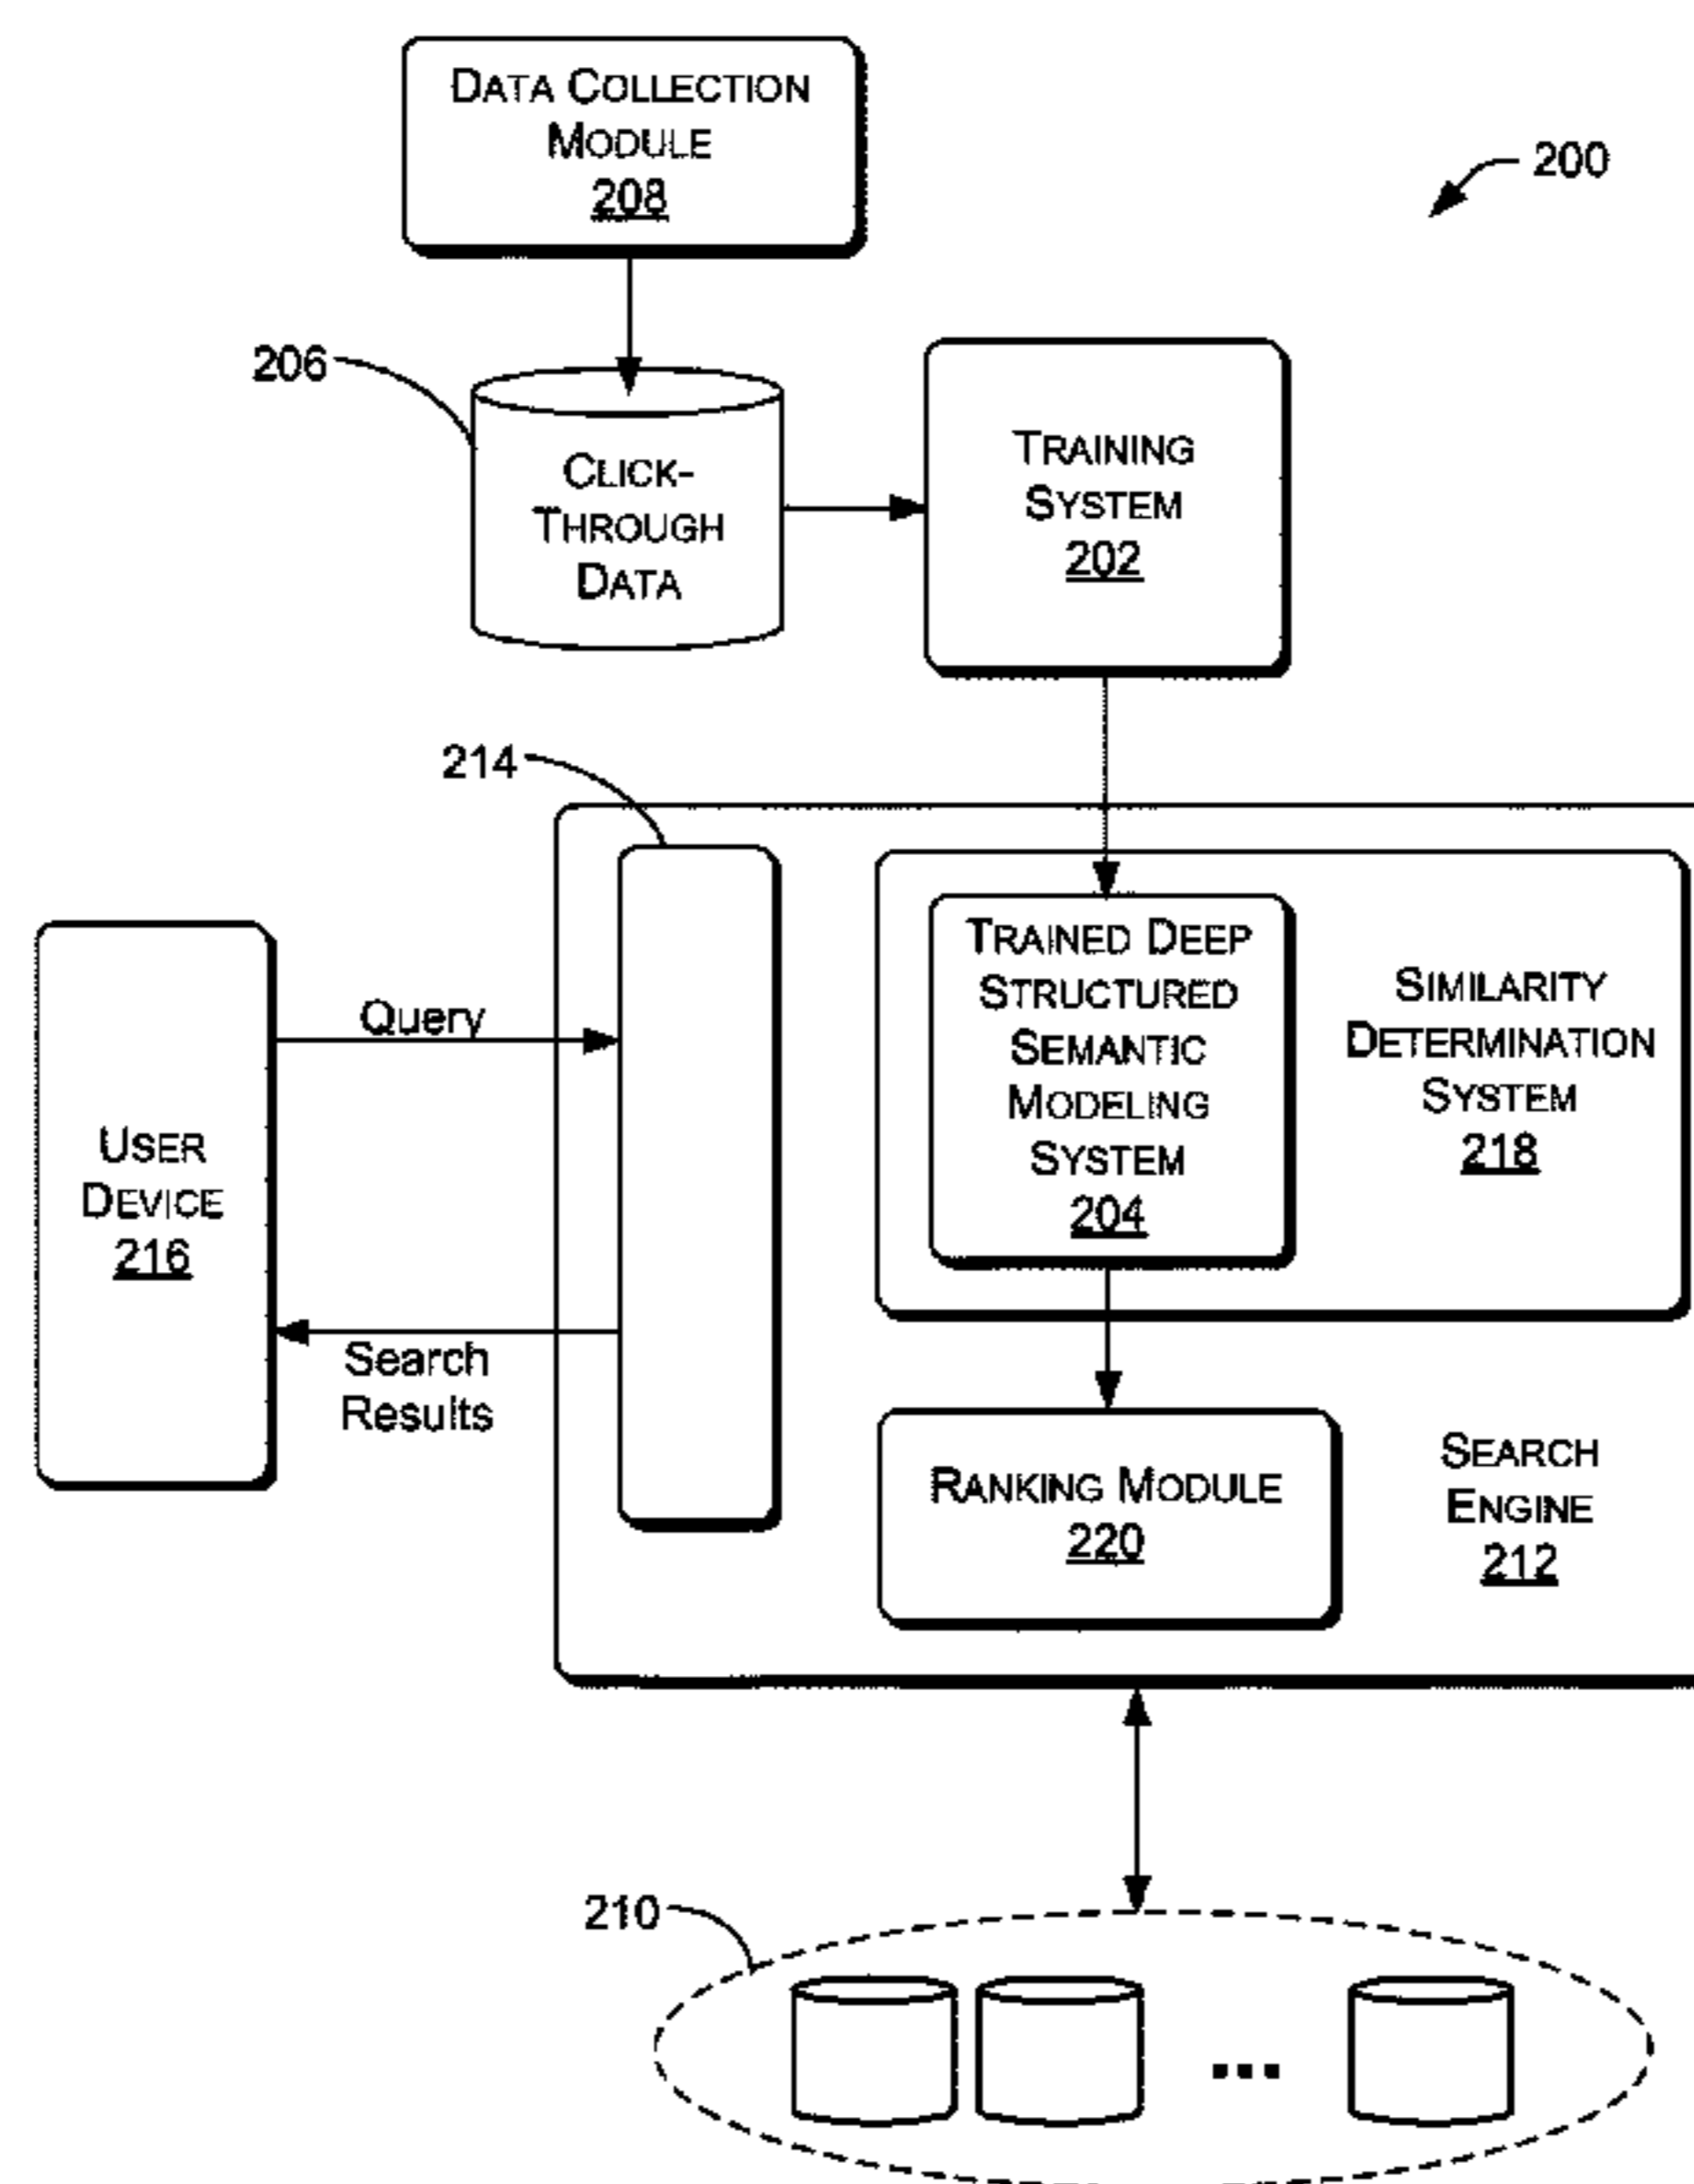 DATA COLLECTION
MODULE
208
200
206
CLICK-
THROUGH
DATA
TRAINING
SYSTEM
202
214
TRAINED DEEP
STRUCTURED
SEMANTIC
MODELING
SYSTEM
204
SIMILARITY
DETERMINATION
SYSTEM
218
Query
USER
DEVICE
216
Search
Results
RANKING MODULE
220
SEARCH
ENGINE
212
210
...